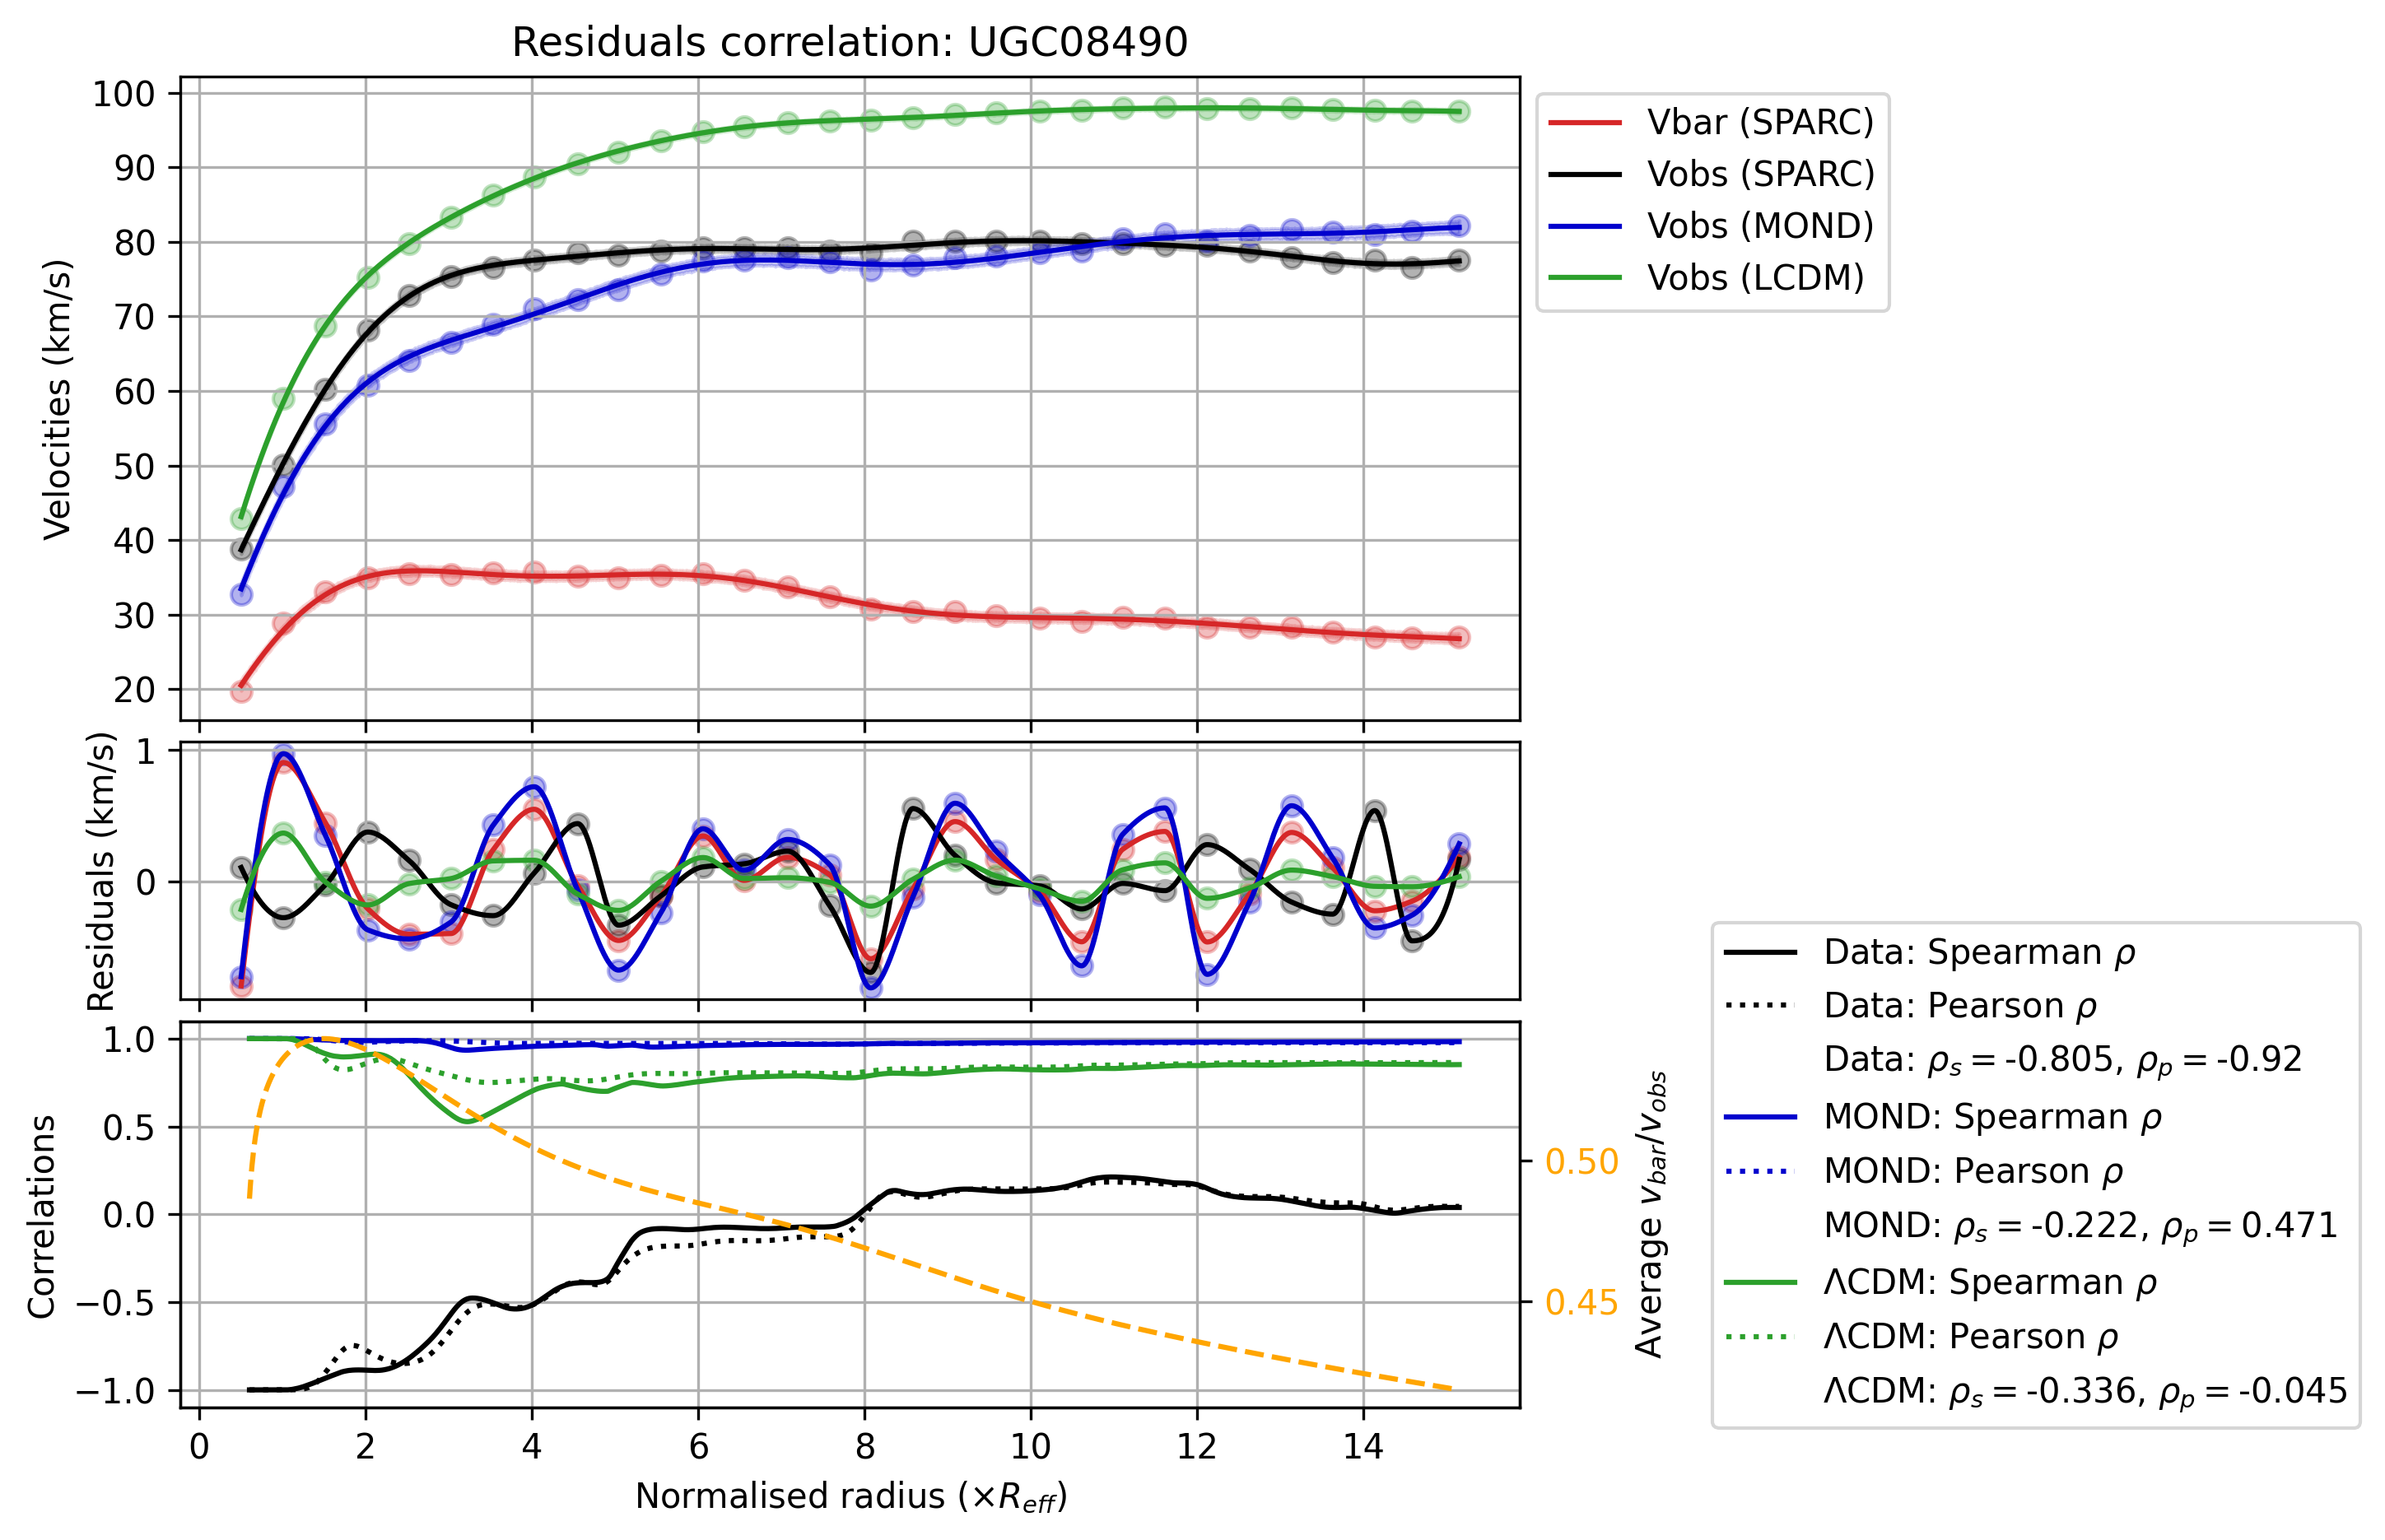 Residuals correlation: UGC08490
Velocities (km/s)
100
90
80
70
60
50
40
30
20
Vbar (SPARC)
Vobs (SPARC)
Vobs (MOND)
Vobs (LCDM)
Residuals (km/s)
1
0
Correlations
1.0
0.5
0.0
−0.5
−1.0
0.50
0.45
Average v_bar/v_obs
0 2 4 6 8 10 12 14
Normalised radius (×R_eff)
Data: Spearman ρ
Data: Pearson ρ
Data: ρ_s = -0.805, ρ_p = -0.92
MOND: Spearman ρ
MOND: Pearson ρ
MOND: ρ_s = -0.222, ρ_p = 0.471
ΛCDM: Spearman ρ
ΛCDM: Pearson ρ
ΛCDM: ρ_s = -0.336, ρ_p = -0.045